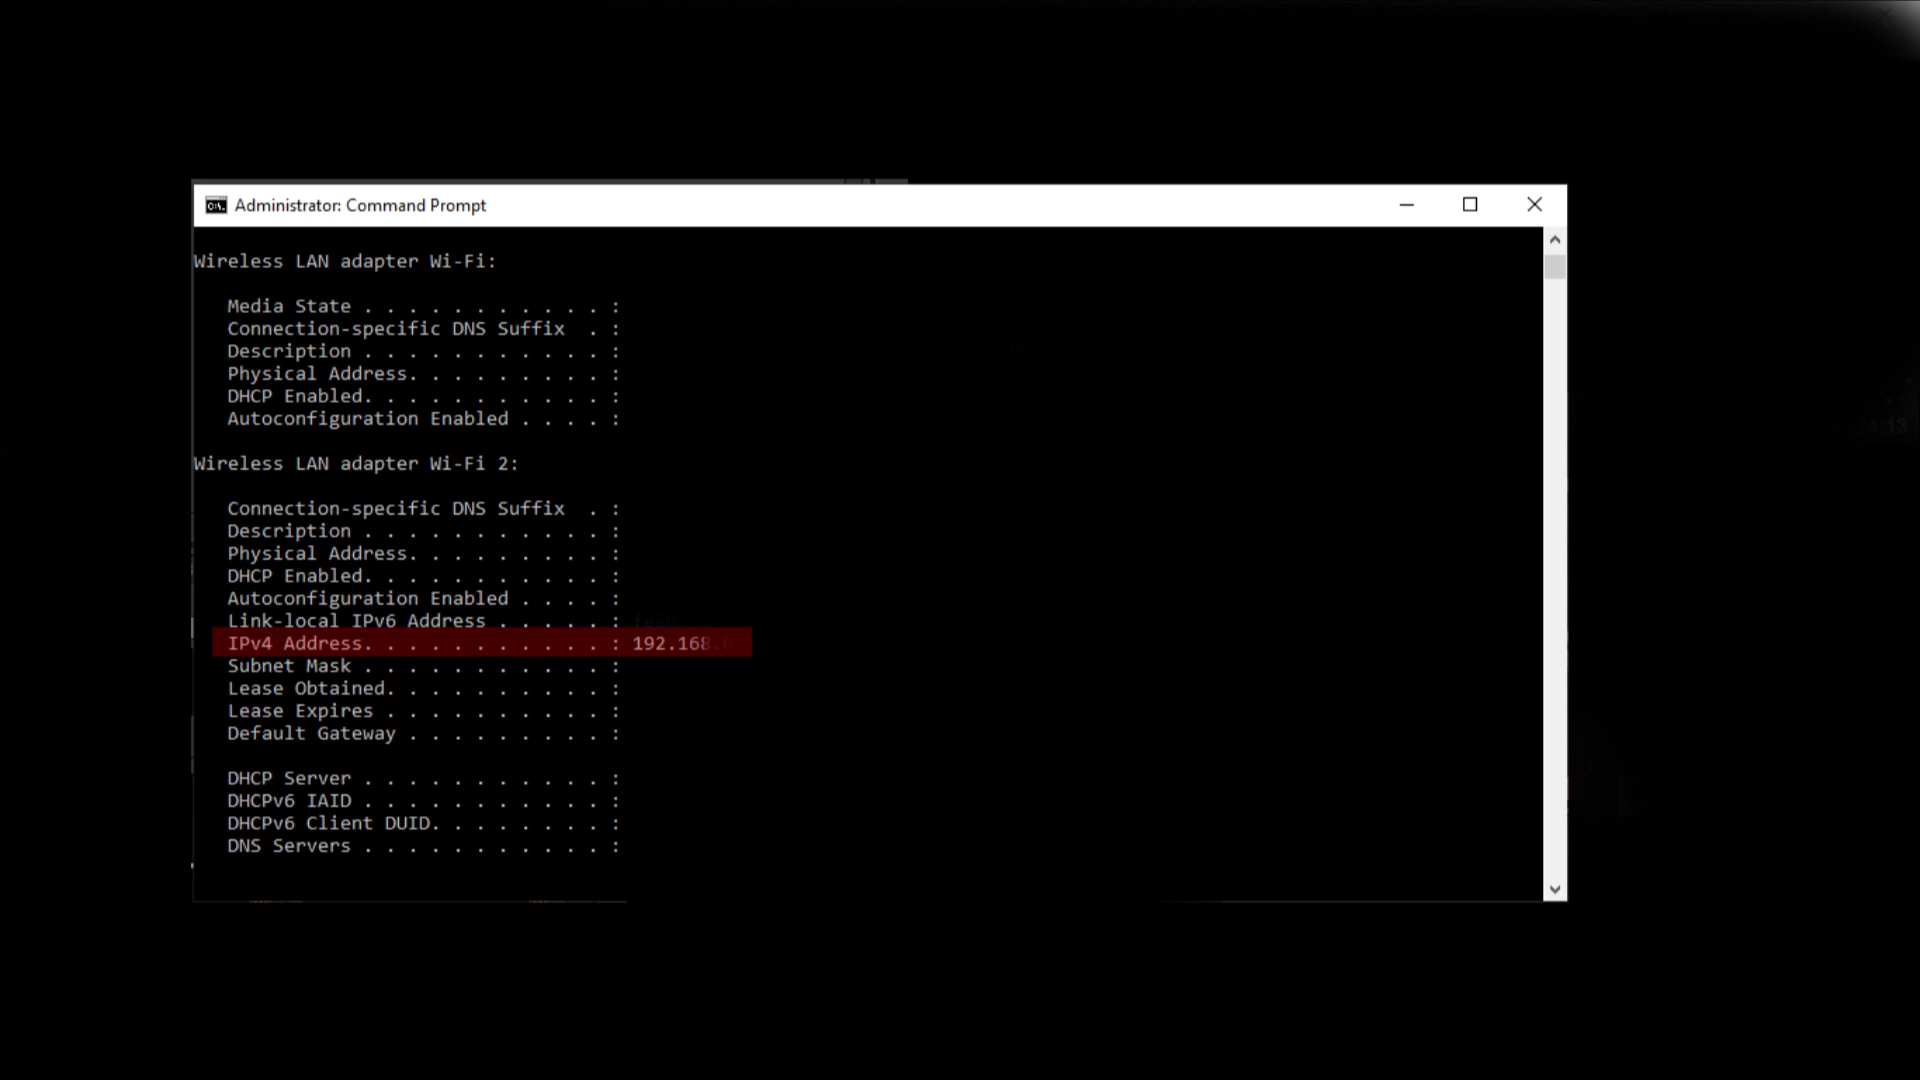 Administrator: Command Prompt
Wireless LAN adapter Wi-Fi:
Media State . . . . . . . . . . . :
Connection-specific DNS Suffix  . :
Description . . . . . . . . . . . :
Physical Address. . . . . . . . . :
DHCP Enabled. . . . . . . . . . . :
Autoconfiguration Enabled . . . . :
Wireless LAN adapter Wi-Fi 2:
Connection-specific DNS Suffix  . :
Description . . . . . . . . . . . :
Physical Address. . . . . . . . . :
DHCP Enabled. . . . . . . . . . . :
Autoconfiguration Enabled . . . . :
Link-local IPv6 Address . . . . . :
IPv4 Address. . . . . . . . . . . : 192.168.
Subnet Mask . . . . . . . . . . . :
Lease Obtained. . . . . . . . . . :
Lease Expires . . . . . . . . . . :
Default Gateway . . . . . . . . . :
DHCP Server . . . . . . . . . . . :
DHCPv6 IAID . . . . . . . . . . . :
DHCPv6 Client DUID. . . . . . . . :
DNS Servers . . . . . . . . . . . :